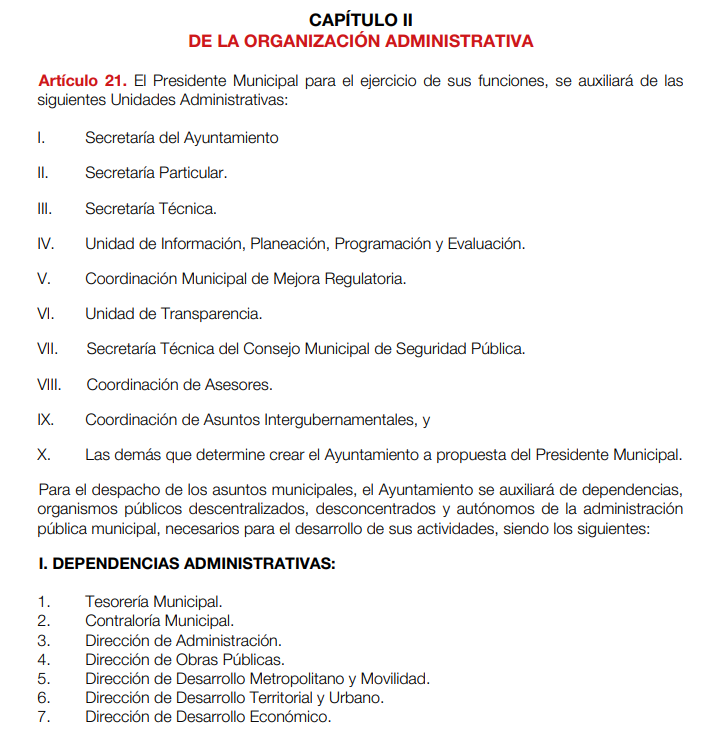 CAPÍTULO II
DE LA ORGANIZACIÓN ADMINISTRATIVA
Artículo 21. El Presidente Municipal para el ejercicio de sus funciones, se auxiliará de las
siguientes Unidades Administrativas:
I. Secretaría del Ayuntamiento
II. Secretaría Particular.
III. Secretaría Técnica.
IV. Unidad de Información, Planeación, Programación y Evaluación.
V. Coordinación Municipal de Mejora Regulatoria.
VI. Unidad de Transparencia.
VII. Secretaría Técnica del Consejo Municipal de Seguridad Pública.
VIII. Coordinación de Asesores.
IX. Coordinación de Asuntos Intergubernamentales, y
X. Las demás que determine crear el Ayuntamiento a propuesta del Presidente Municipal.
Para el despacho de los asuntos municipales, el Ayuntamiento se auxiliará de dependencias,
organismos públicos descentralizados, desconcentrados y autónomos de la administración
pública municipal, necesarios para el desarrollo de sus actividades, siendo los siguientes:
I. DEPENDENCIAS ADMINISTRATIVAS:
1. Tesorería Municipal.
2. Contraloría Municipal.
3. Dirección de Administración.
4. Dirección de Obras Públicas.
5. Dirección de Desarrollo Metropolitano y Movilidad.
6. Dirección de Desarrollo Territorial y Urbano.
7. Dirección de Desarrollo Económico.